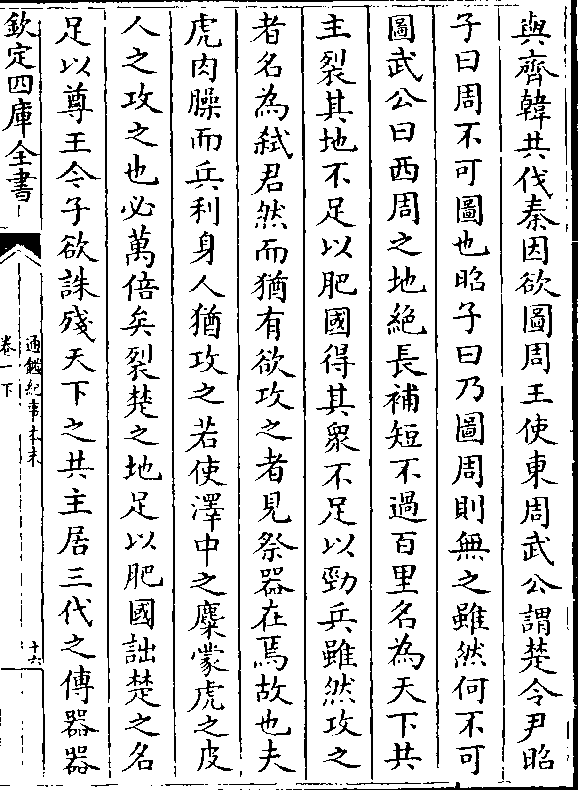 與齊韓共伐秦因欲圖周王使東周武公謂楚令尹昭
子曰周不可圖也昭子曰乃圖周則無之雖然何不可
圖武公曰西周之地絶長補短不過百里名為天下共
主裂其地不足以肥國得其衆不足以勁兵雖然攻之
者名為弑君然而猶有欲攻之者見祭器在焉故也夫
虎肉臊而兵利身人猶攻之若使澤中之麋蒙虎之皮
人之攻之也必萬倍矣裂楚之地足以肥國詘楚之名
足以尊王令子欲誅殘天下之共主居三代之傳器器
欽定四庫全書
通鑑紀事本末
卷一下
十六